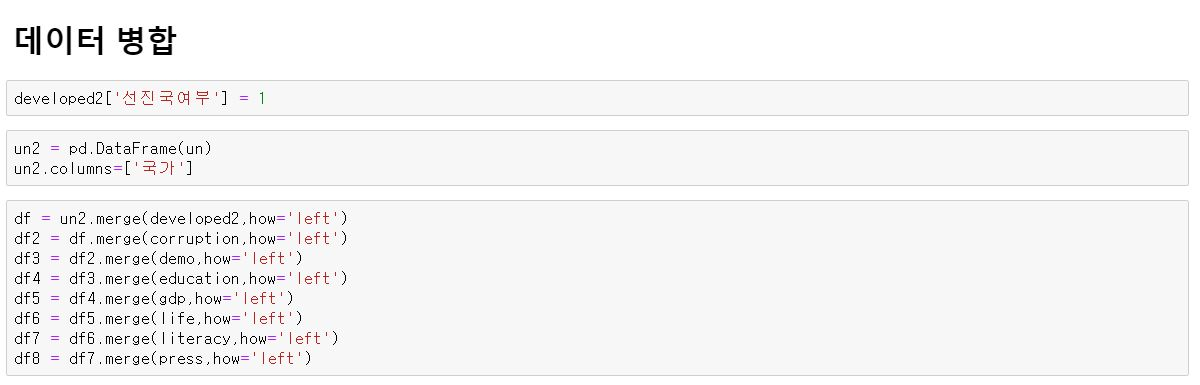 데이터 병합
developed2['선진국여부'] = 1
un2 = pd.DataFrame(un)
un2.columns=['국가']
df = un2.merge(developed2,how='left')
df2 = df.merge(corruption,how='left')
df3 = df2.merge(demo,how='left')
df4 = df3.merge(education,how='left')
df5 = df4.merge(gdp,how='left')
df6 = df5.merge(life,how='left')
df7 = df6.merge(literacy,how='left')
df8 = df7.merge(press,how='left')